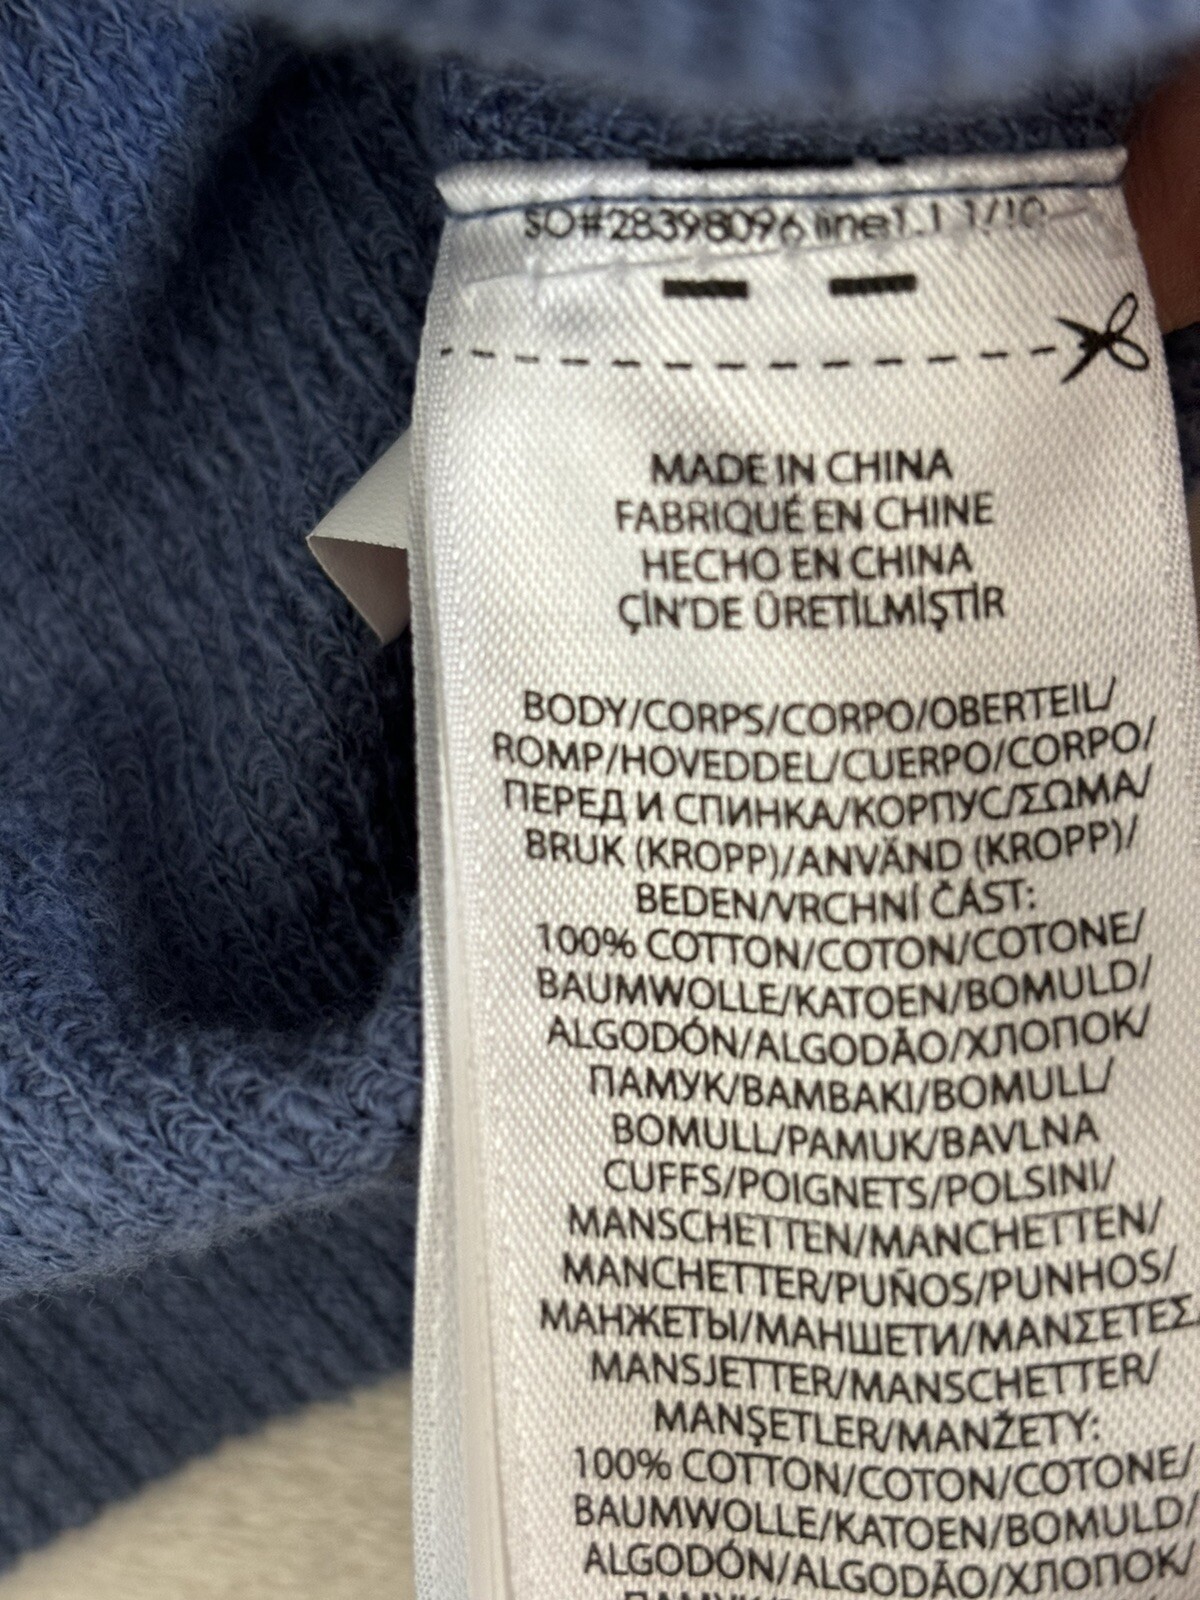 SO#28398096 line1.1 1/10
MADE IN CHINA
FABRIQUÉ EN CHINE
HECHO EN CHINA
ÇİN'DE ÜRETİLMİŞTİR
BODY/CORPS/CORPO/OBERTEIL/
ROMP/HOVEDDEL/CUERPO/CORPO/
ПЕРЕД И СПИНКА/КОРПУС/ΣΩΜΑ/
BRUK (KROPP)/ANVÄND (KROPP)/
BEDEN/VRCHNÍ ČÁST:
100% COTTON/COTON/COTONE/
BAUMWOLLE/KATOEN/BOMULD/
ALGODÓN/ALGODÃO/ХЛОПОК/
ПАМУК/ΒΑΜΒΑΚΙ/BOMULL/
BOMULL/PAMUK/BAVLNA
CUFFS/POIGNETS/POLSINI/
MANSCHETTEN/MANCHETTEN/
MANCHETTER/PUÑOS/PUNHOS/
МАНЖЕТЫ/МАНШЕТИ/ΜΑΝΣΕΤΕΣ/
MANSJETTER/MANSCHETTER/
MANŞETLER/MANŽETY:
100% COTTON/COTON/COTONE/
BAUMWOLLE/KATOEN/BOMULD/
ALGODÓN/ALGODÃO/ХЛОПОК/